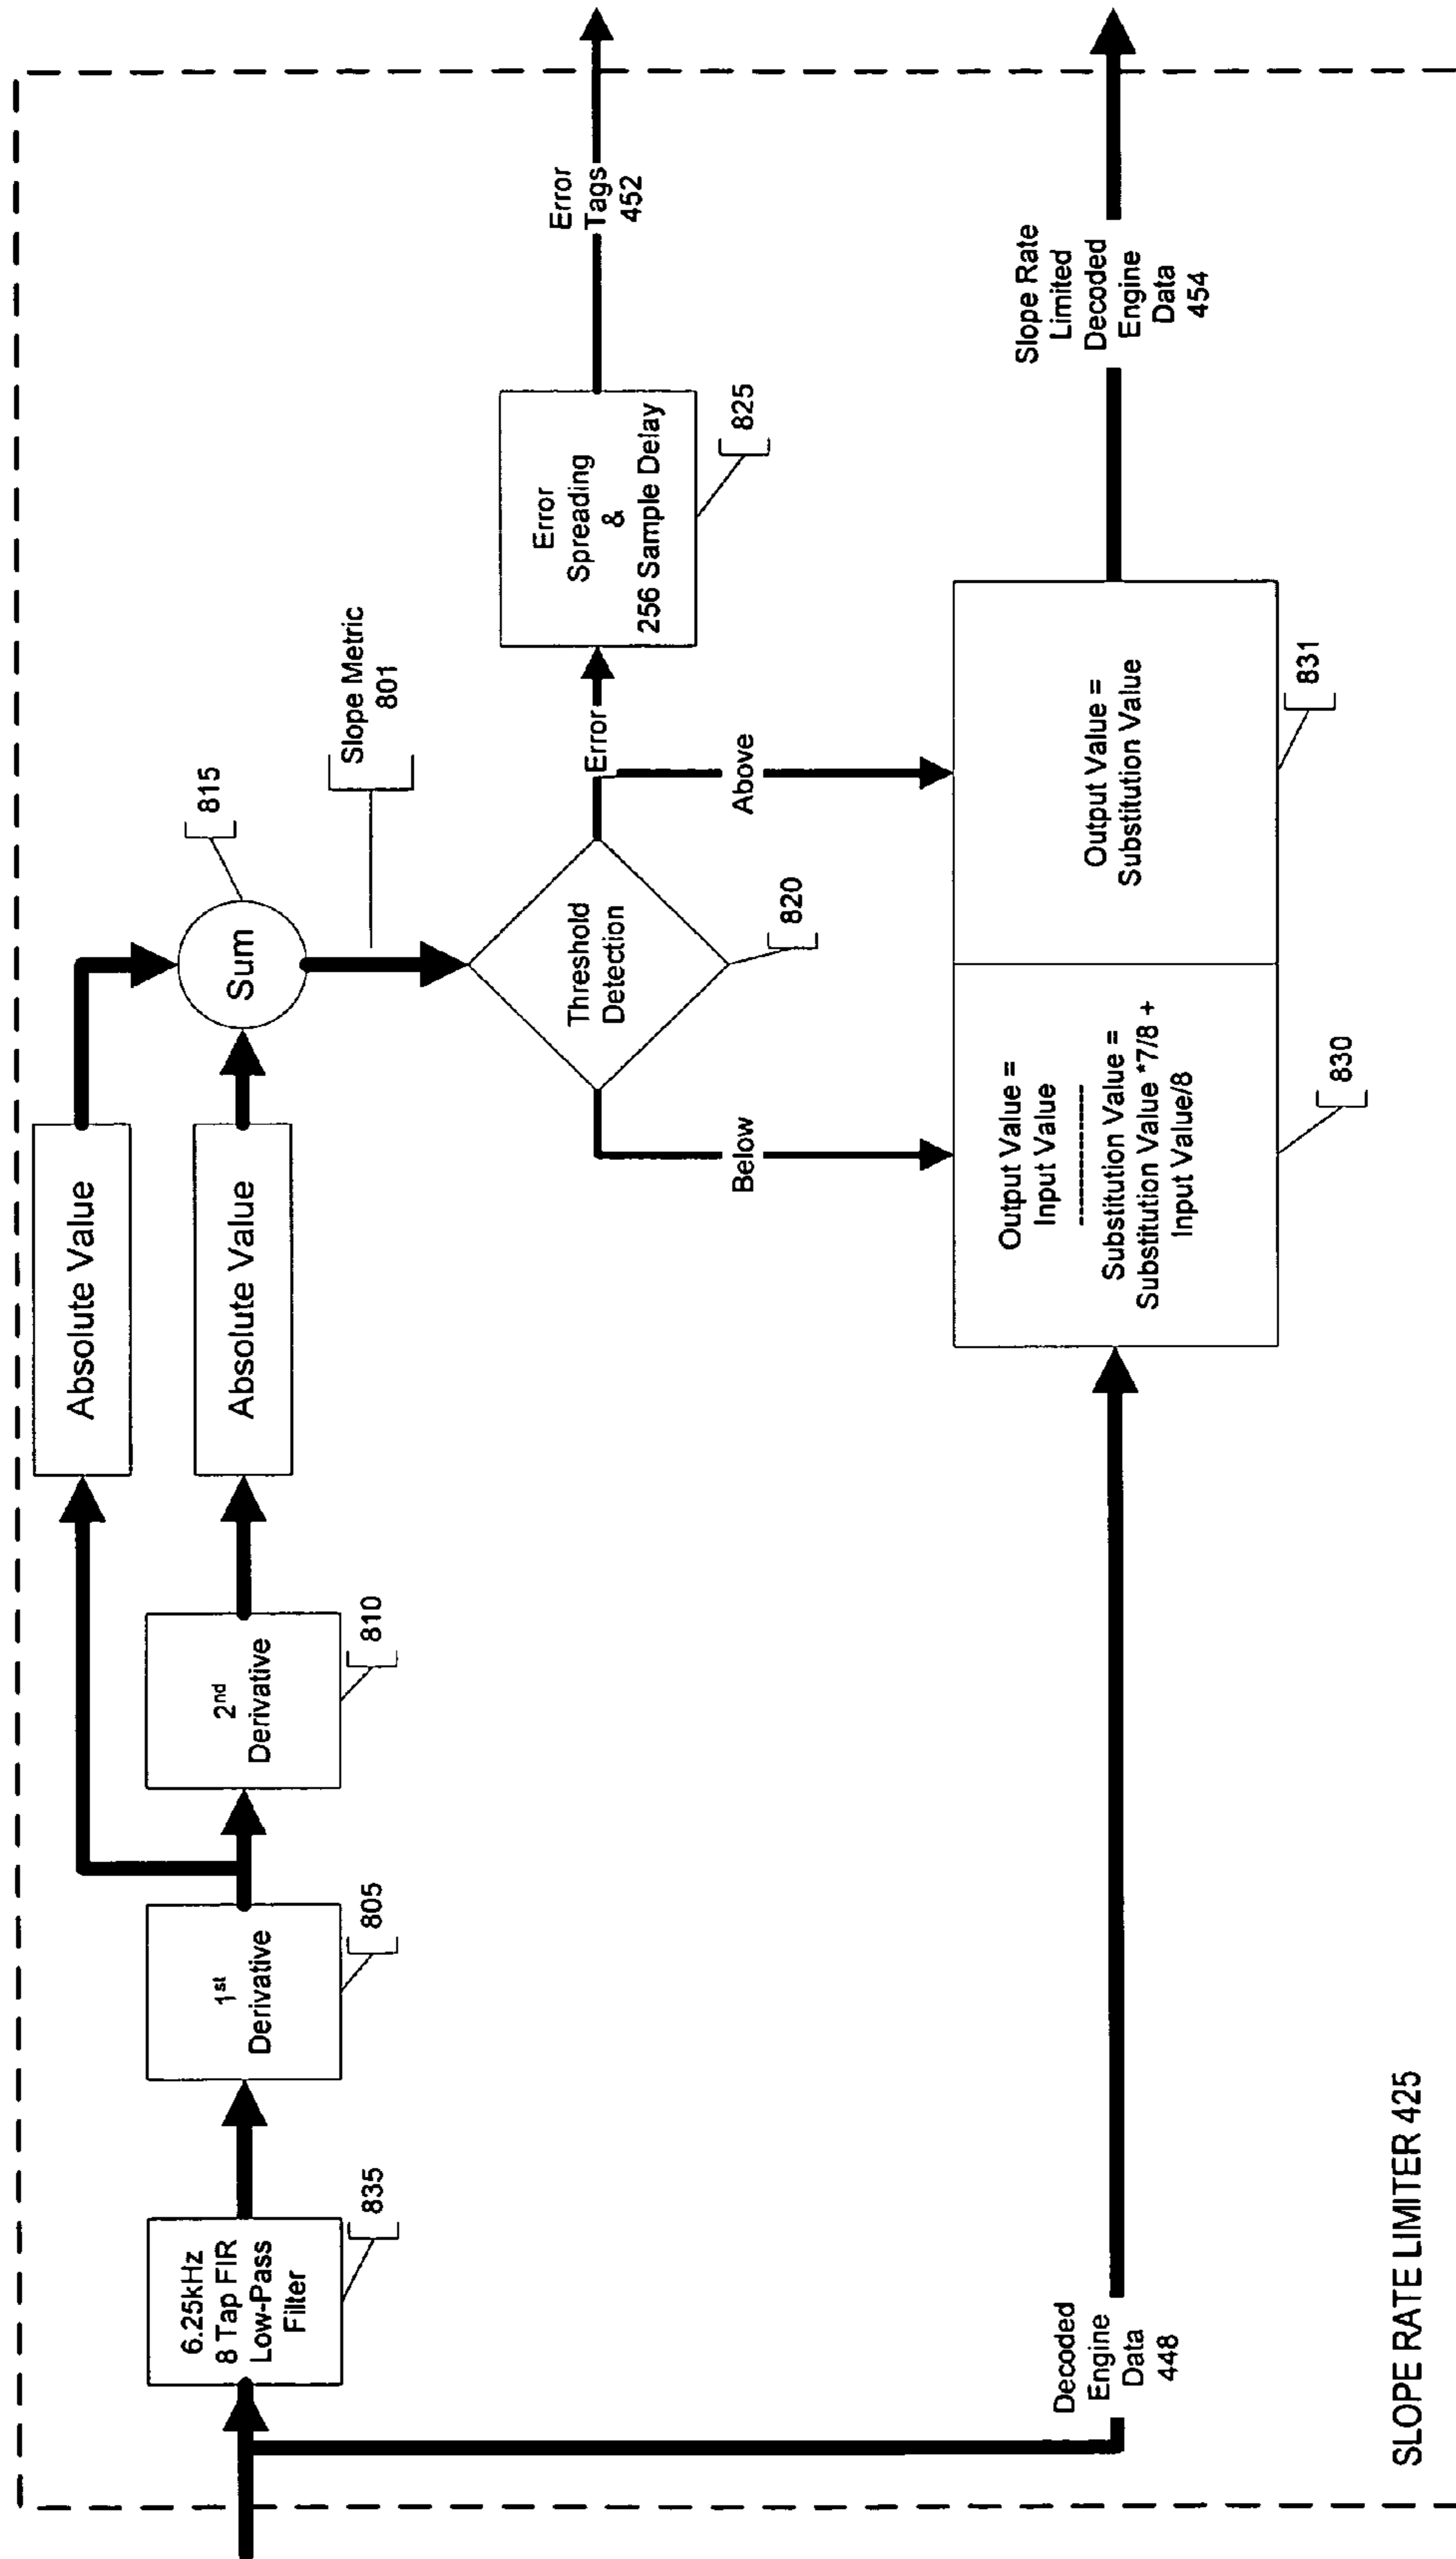 6.25kHz
8 Tap FIR
Low-Pass
Filter
835
1st
Derivative
805
2nd
Derivative
810
Absolute Value
Absolute Value
Sum
815
Slope Metric
801
Threshold
Detection
820
Error
Error
Spreading
&
256 Sample Delay
825
Error
Tags
452
Below
Above
Decoded
Engine
Data
448
Output Value =
Input Value
-----------
Substitution Value =
Substitution Value *7/8 +
Input Value/8
830
Output Value =
Substitution Value
831
Slope Rate
Limited
Decoded
Engine
Data
454
SLOPE RATE LIMITER 425